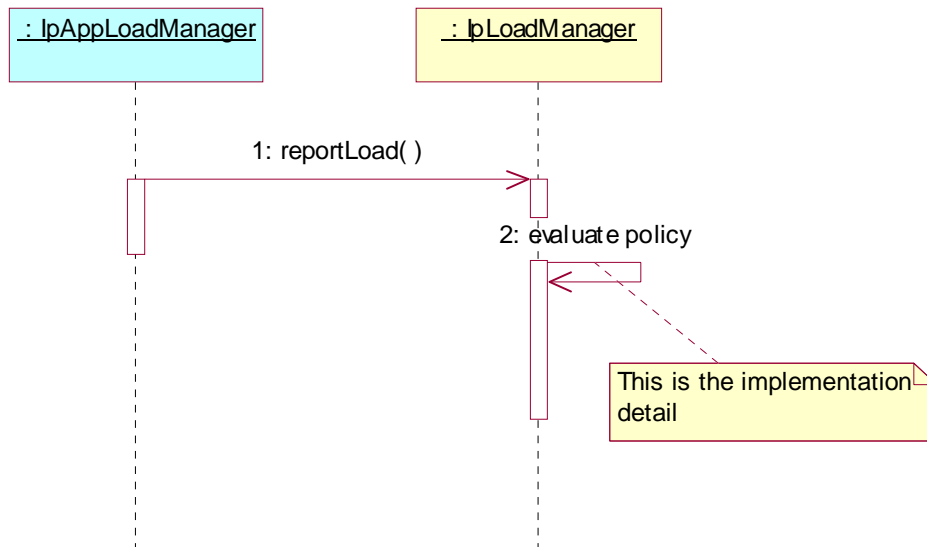 : IpAppLoadManager
: IpLoadManager
1: reportLoad( )
2: evaluate policy
This is the implementation
detail